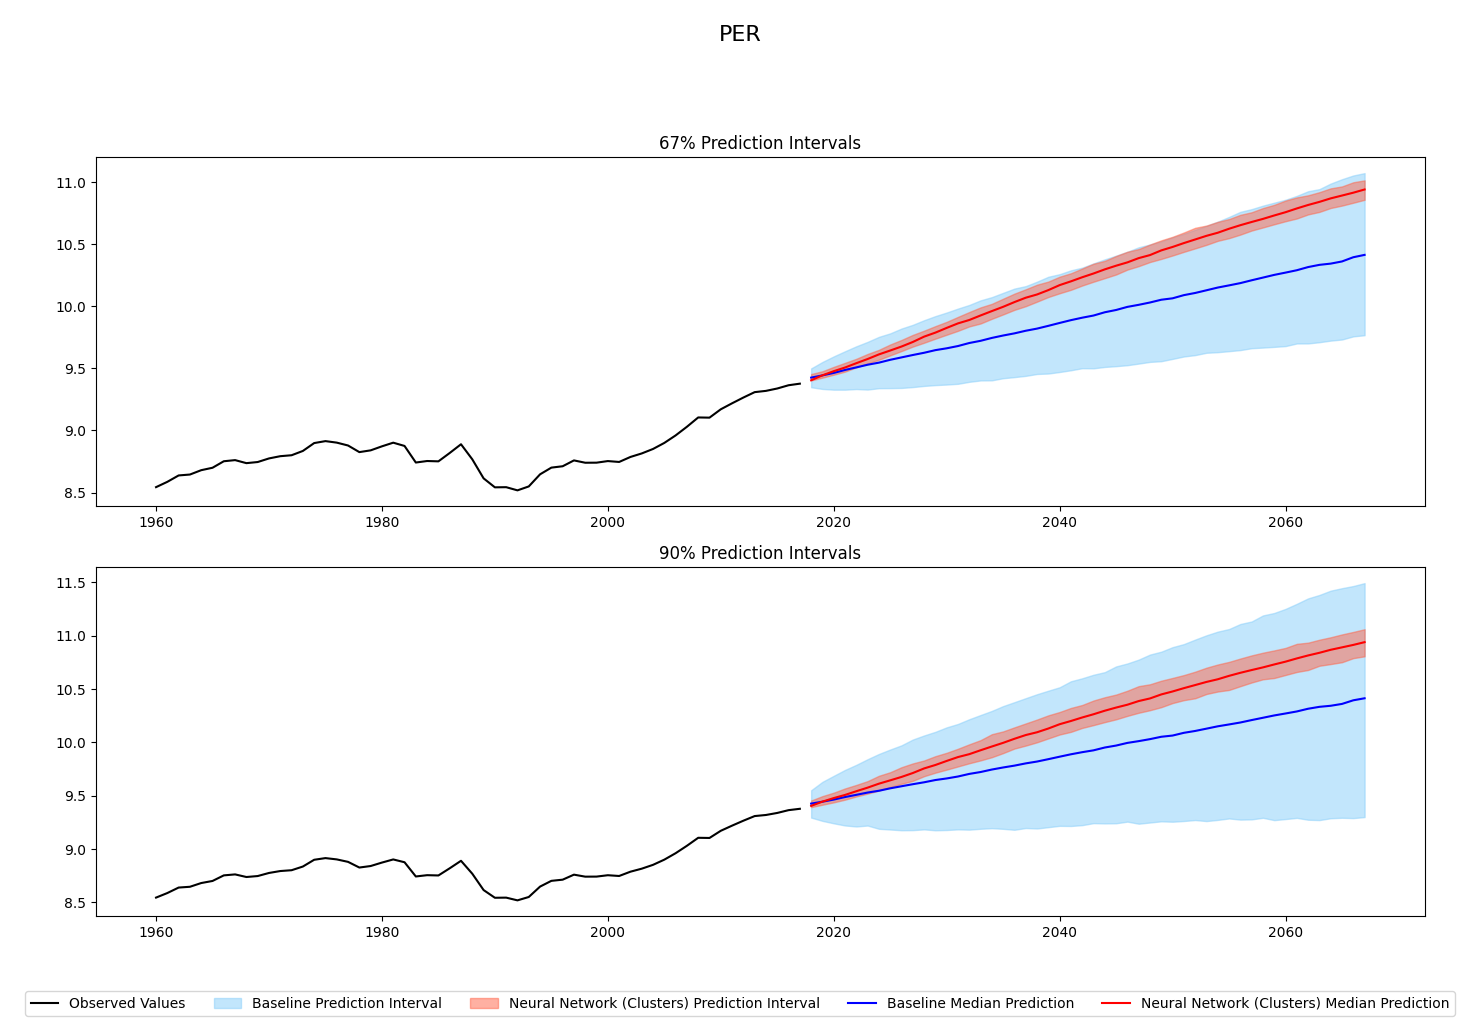 PER
67% Prediction Intervals
11.0
10.5
10.0
9.5
9.0
8.5
1960 1980 2000 2020 2040 2060
90% Prediction Intervals
11.5
11.0
10.5
10.0
9.5
9.0
8.5
1960 1980 2000 2020 2040 2060
Observed Values Baseline Prediction Interval Neural Network (Clusters) Prediction Interval Baseline Median Prediction Neural Network (Clusters) Median Prediction